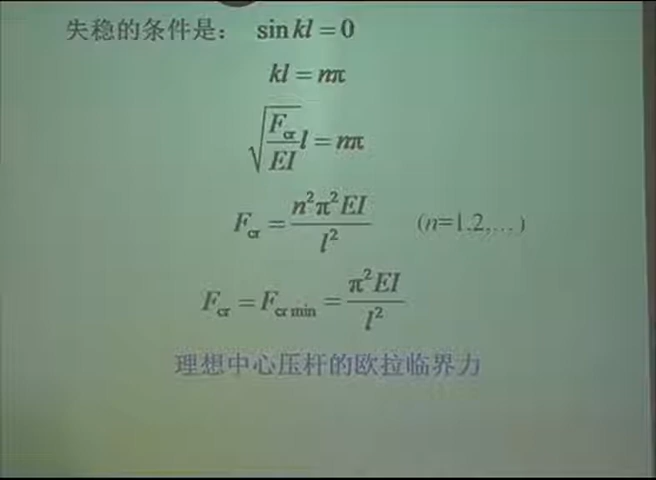 失稳的条件是： sin kl = 0
kl = nπ
√(F_cr/EI) l = nπ
F_cr = n²π²EI/l² (n=1.2,…)
F_cr = F_cr min = π²EI/l²
理想中心压杆的欧拉临界力